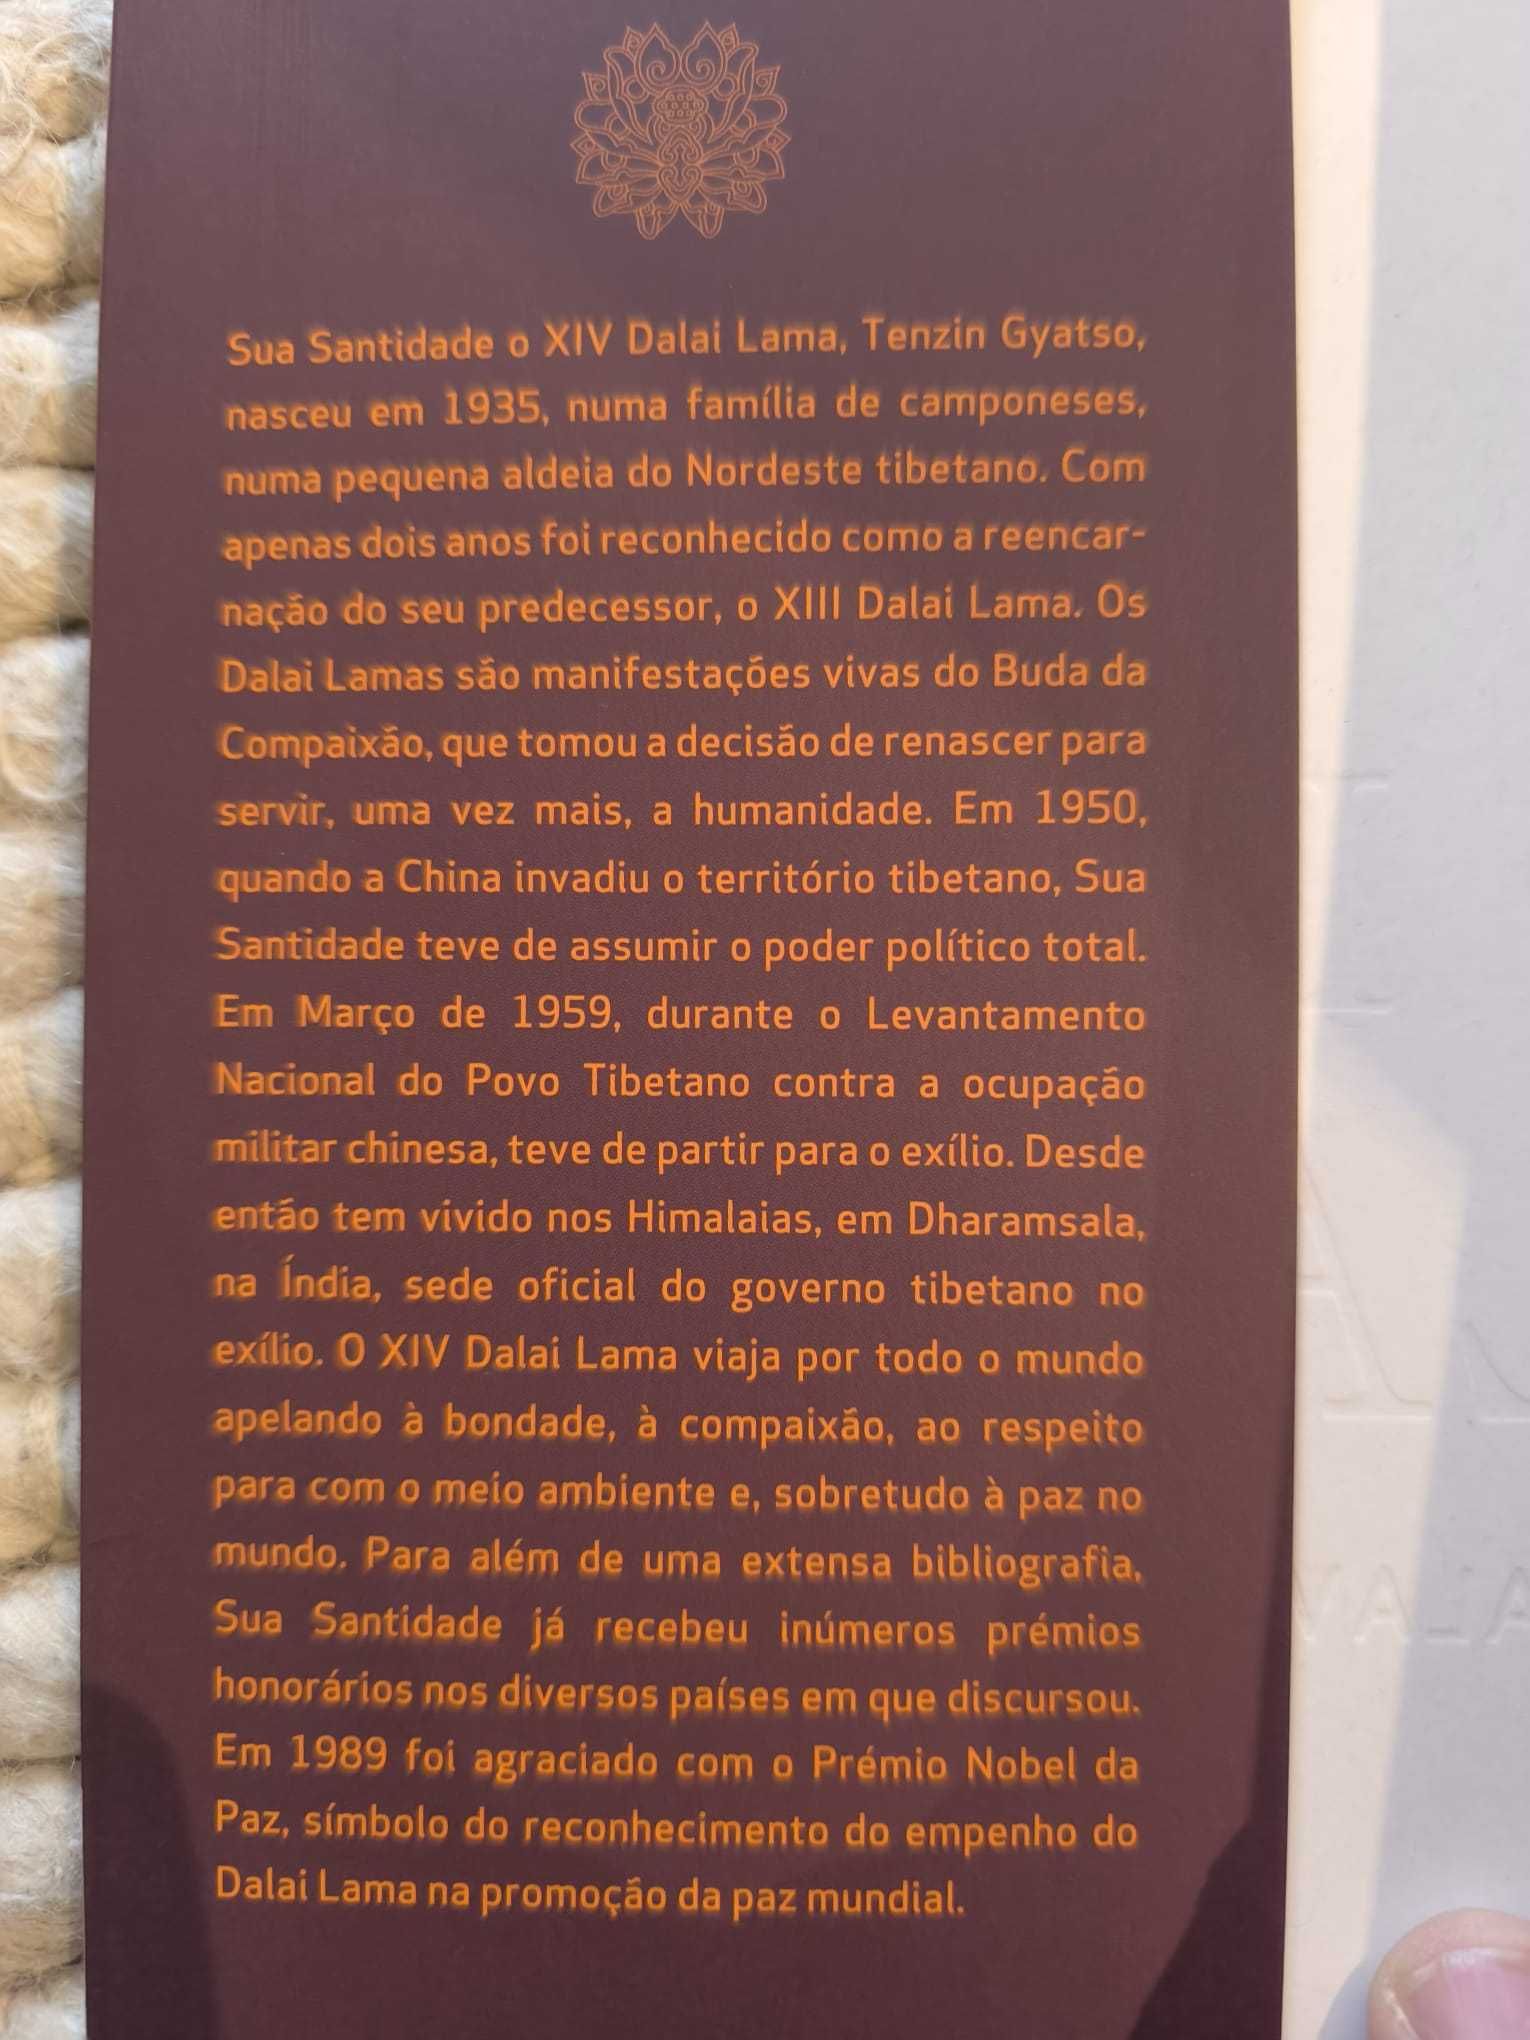 Sua Santidade o XIV Dalai Lama, Tenzin Gyatso,
nasceu em 1935, numa família de camponeses,
numa pequena aldeia do Nordeste tibetano. Com
apenas dois anos foi reconhecido como a reencar-
nação do seu predecessor, o XIII Dalai Lama. Os
Dalai Lamas são manifestações vivas do Buda da
Compaixão, que tomou a decisão de renascer para
servir, uma vez mais, a humanidade. Em 1950,
quando a China invadiu o território tibetano, Sua
Santidade teve de assumir o poder político total.
Em Março de 1959, durante o Levantamento
Nacional do Povo Tibetano contra a ocupação
militar chinesa, teve de partir para o exílio. Desde
então tem vivido nos Himalaias, em Dharamsala,
na Índia, sede oficial do governo tibetano no
exílio. O XIV Dalai Lama viaja por todo o mundo
apelando à bondade, à compaixão, ao respeito
para com o meio ambiente e, sobretudo à paz no
mundo. Para além de uma extensa bibliografia,
Sua Santidade já recebeu inúmeros prémios
honorários nos diversos países em que discursou.
Em 1989 foi agraciado com o Prémio Nobel da
Paz, símbolo do reconhecimento do empenho do
Dalai Lama na promoção da paz mundial.